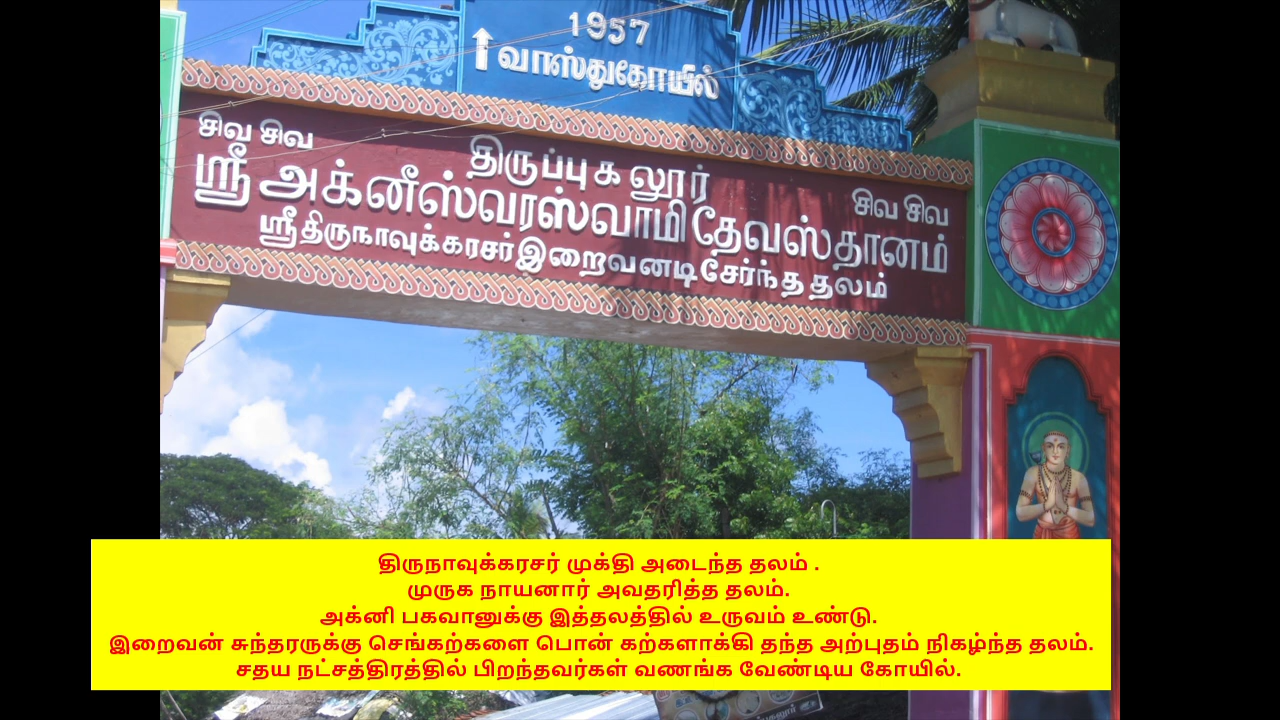 1957
வாஸ்துகோயில்
சிவ சிவ
திருப்புகலூர்
சிவ சிவ
ஸ்ரீ அக்னீஸ்வரஸ்வாமி தேவஸ்தானம்
ஸ்ரீதிருநாவுக்கரசர் இறைவனடி சேர்ந்த தலம்
திருநாவுக்கரசர் முக்தி அடைந்த தலம் .
முருக நாயனார் அவதரித்த தலம்.
அக்னி பகவானுக்கு இத்தலத்தில் உருவம் உண்டு.
இறைவன் சுந்தரருக்கு செங்கற்களை பொன் கற்களாக்கி தந்த அற்புதம் நிகழ்ந்த தலம்.
சதய நட்சத்திரத்தில் பிறந்தவர்கள் வணங்க வேண்டிய கோயில்.